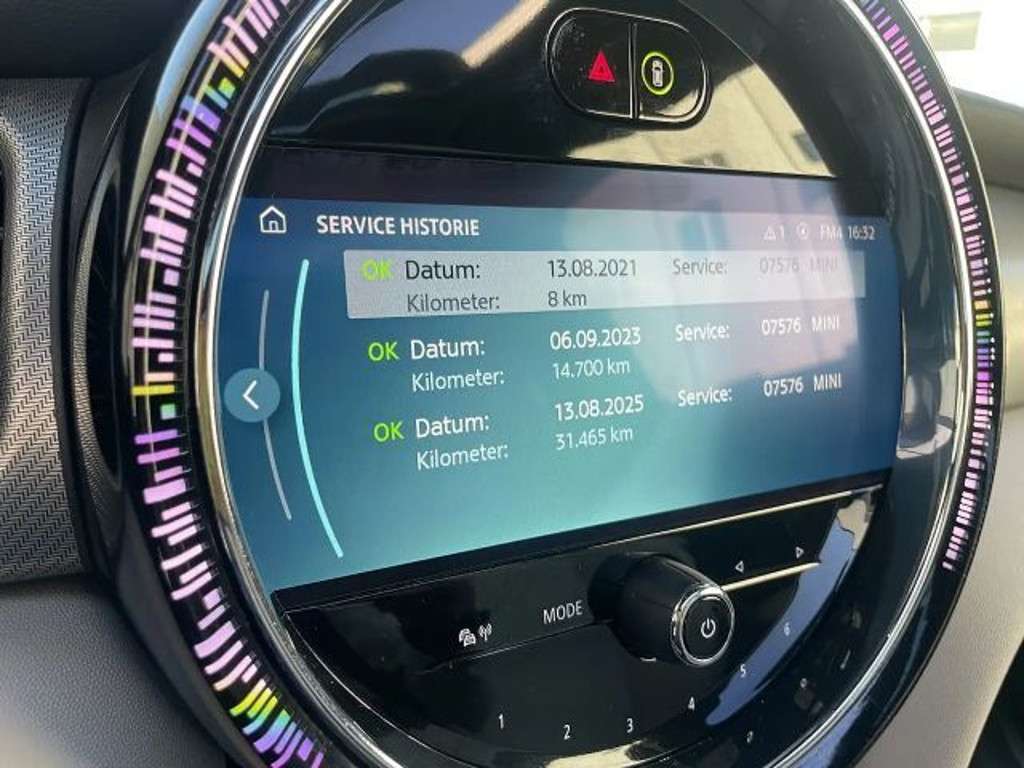 SERVICE HISTORIE 1 FM4 16:32
OK Datum: 13.08.2021 Service: 07576 MINI
Kilometer: 8 km
OK Datum: 06.09.2023 Service: 07576 MINI
Kilometer: 14.700 km
OK Datum: 13.08.2025 Service: 07576 MINI
Kilometer: 31.465 km
MODE
1 2 3 4 5 6